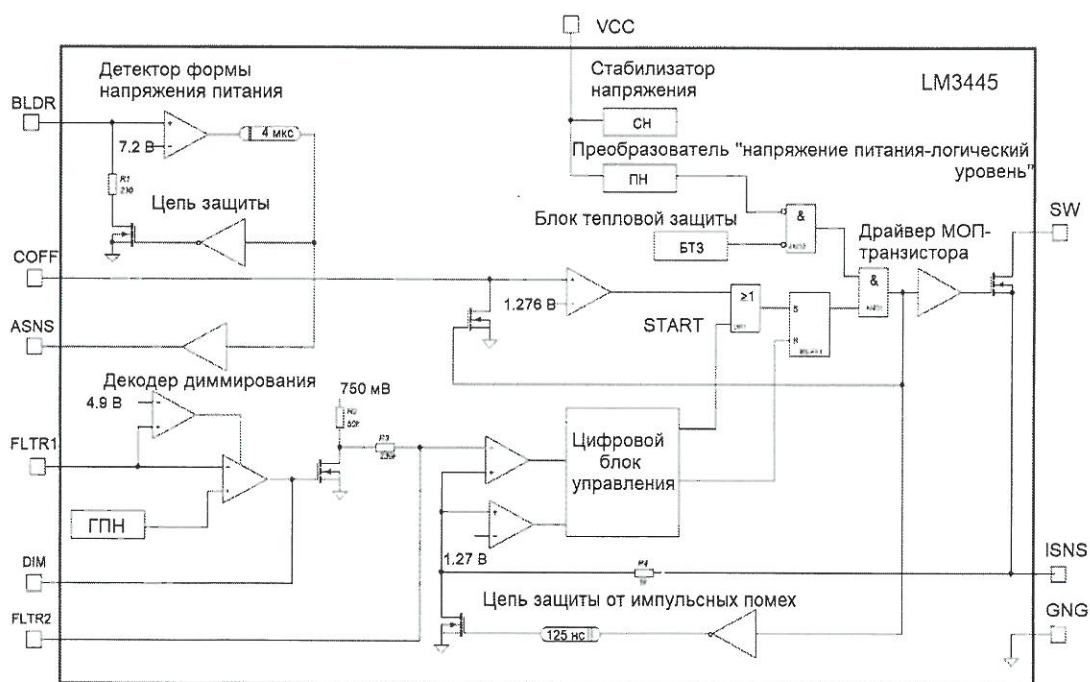 VCC
Детектор формы
напряжения питания
Стабилизатор
напряжения
LM3445
BLDR
4 мкс
7.2 В
СН
Преобразователь "напряжение питания-логический
уровень"
R1
230
ПН
Цепь защиты
Блок тепловой защиты
&
SW
БТЗ
Драйвер МОП-
транзистора
COFF
&
1.276 В
≥1
START
S
R
ASNS
Декодер диммирования
750 мВ
4.9 В
FLTR1
Цифровой
блок
управления
ГПН
1.27 В
DIM
R4
ISNS
Цепь защиты от импульсных помех
FLTR2
125 нс
GNG